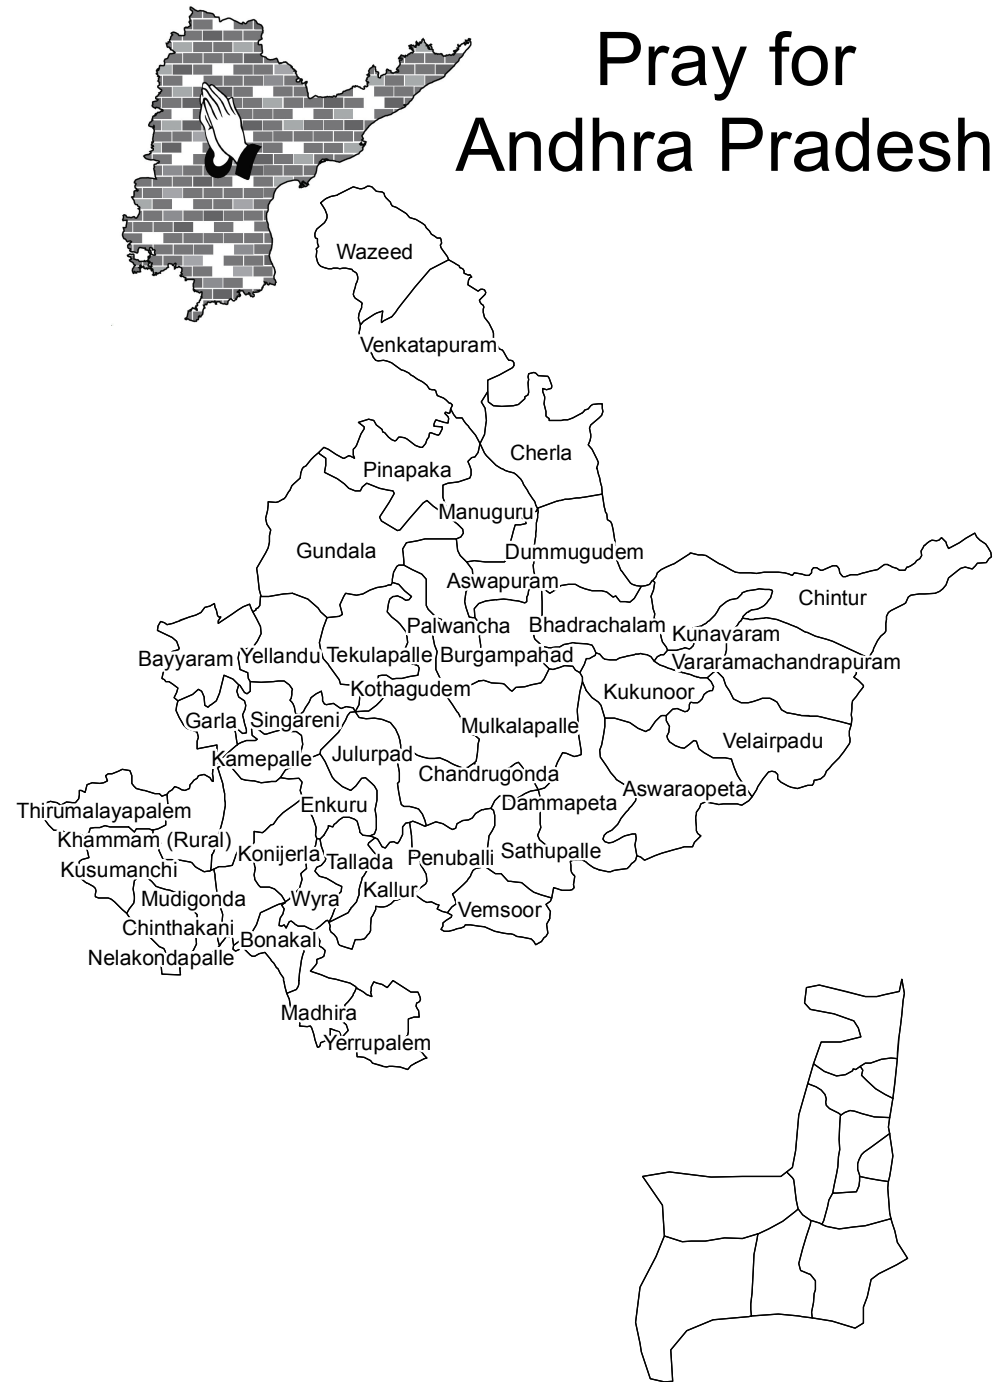 Pray for
Andhra Pradesh
Wazeed
Venkatapuram
Cherla
Pinapaka
Manuguru
Gundala
Dummugudem
Aswapuram
Chintur
Palwancha
Bhadrachalam
Kunavaram
Bayyaram
Yellandu
Tekulapalle
Burgampahad
Vararamachandrapuram
Kothagudem
Kukunoor
Garla
Singareni
Mulkalapalle
Velairpadu
Kamepalle
Julurpad
Chandrugonda
Aswaraopeta
Thirumalayapalem
Enkuru
Dammapeta
Khammam (Rural)
Konijerla
Tallada
Penuballi
Sathupalle
Kusumanchi
Kallur
Mudigonda
Wyra
Vemsoor
Chinthakani
Bonakal
Nelakondapalle
Madhira
Yerrupalem